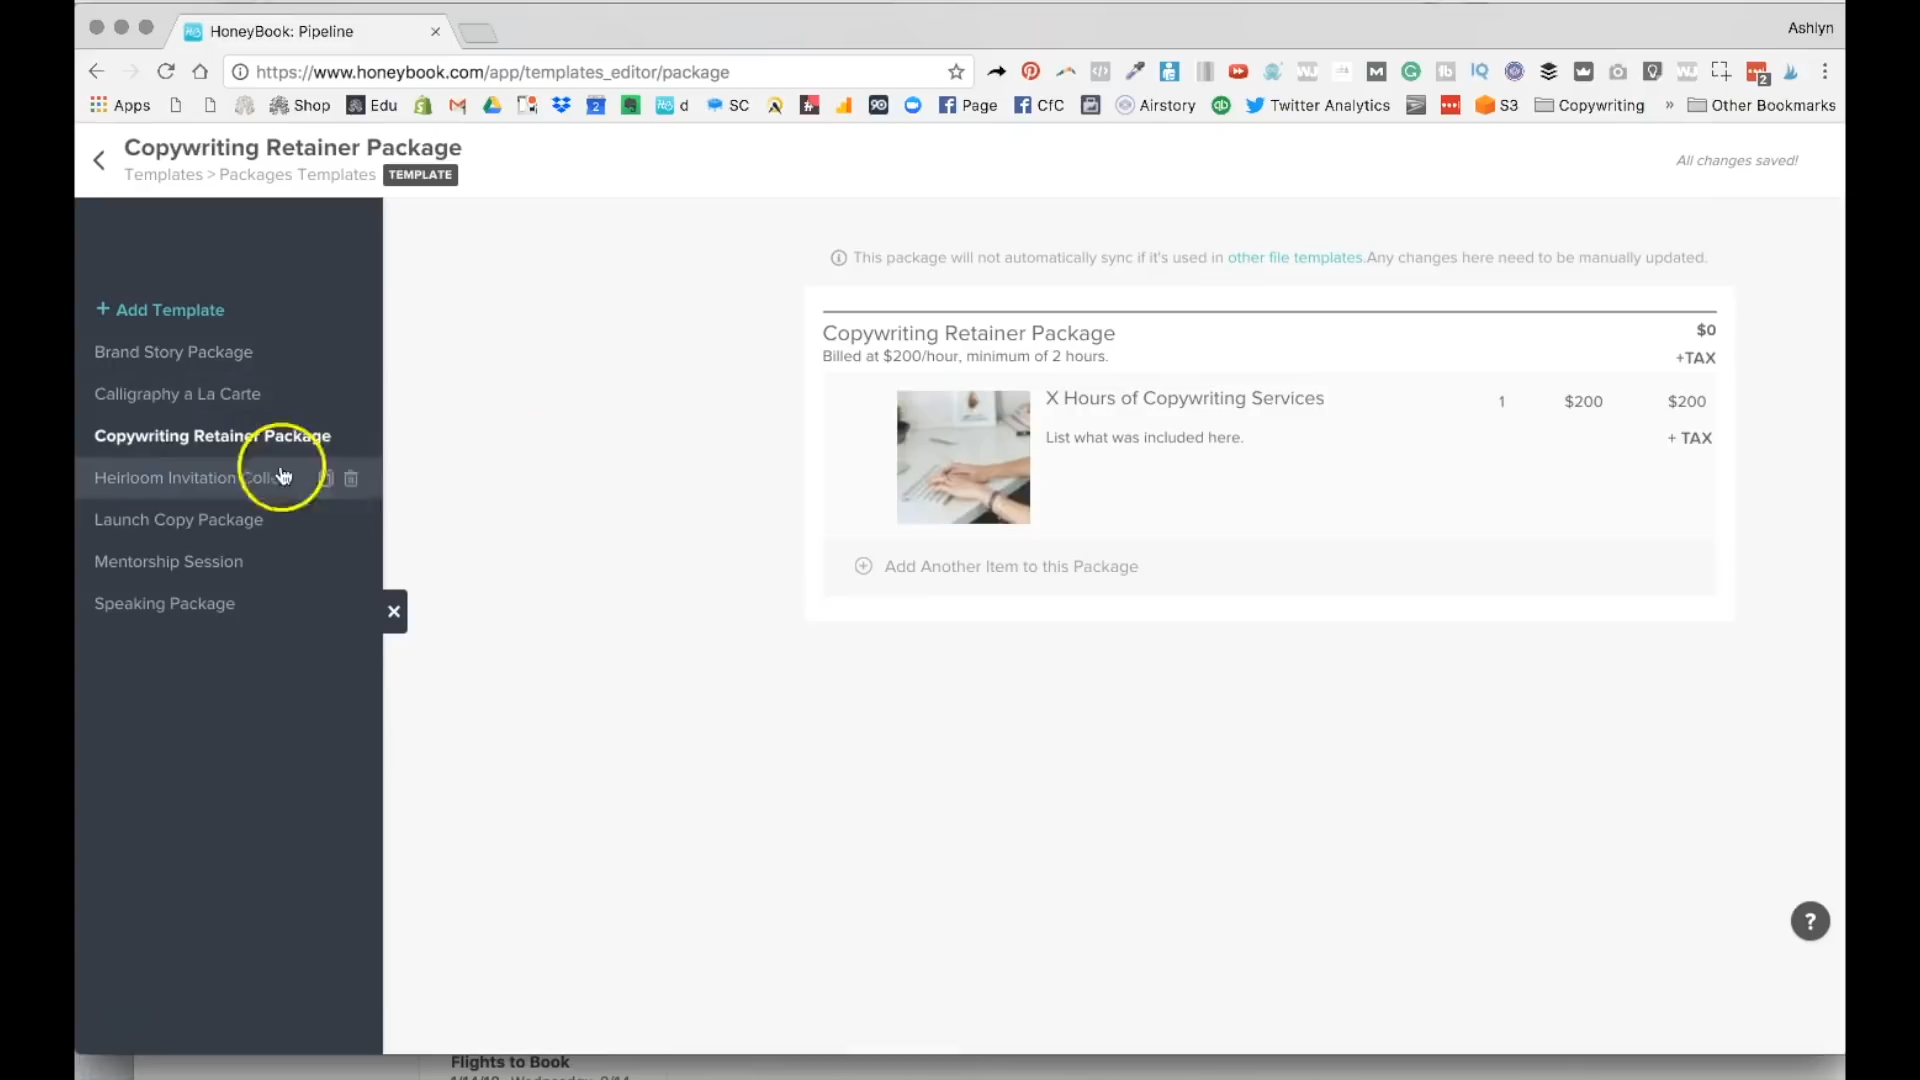 HoneyBook: Pipeline
Ashlyn
https://www.honeybook.com/app/templates_editor/package
Apps
Shop
Edu
d
SC
Page
CfC
Airstory
Twitter Analytics
S3
Copywriting
»
Other Bookmarks
Copywriting Retainer Package
Templates > Packages Templates TEMPLATE
All changes saved!
This package will not automatically sync if it's used in other file templates.Any changes here need to be manually updated.
+ Add Template
Brand Story Package
Calligraphy a La Carte
Copywriting Retainer Package
Heirloom Invitation
Launch Copy Package
Mentorship Session
Speaking Package
Copywriting Retainer Package $0
Billed at $200/hour, minimum of 2 hours. +TAX
X Hours of Copywriting Services 1 $200 $200
List what was included here. + TAX
Add Another Item to this Package
?
Flights to Book